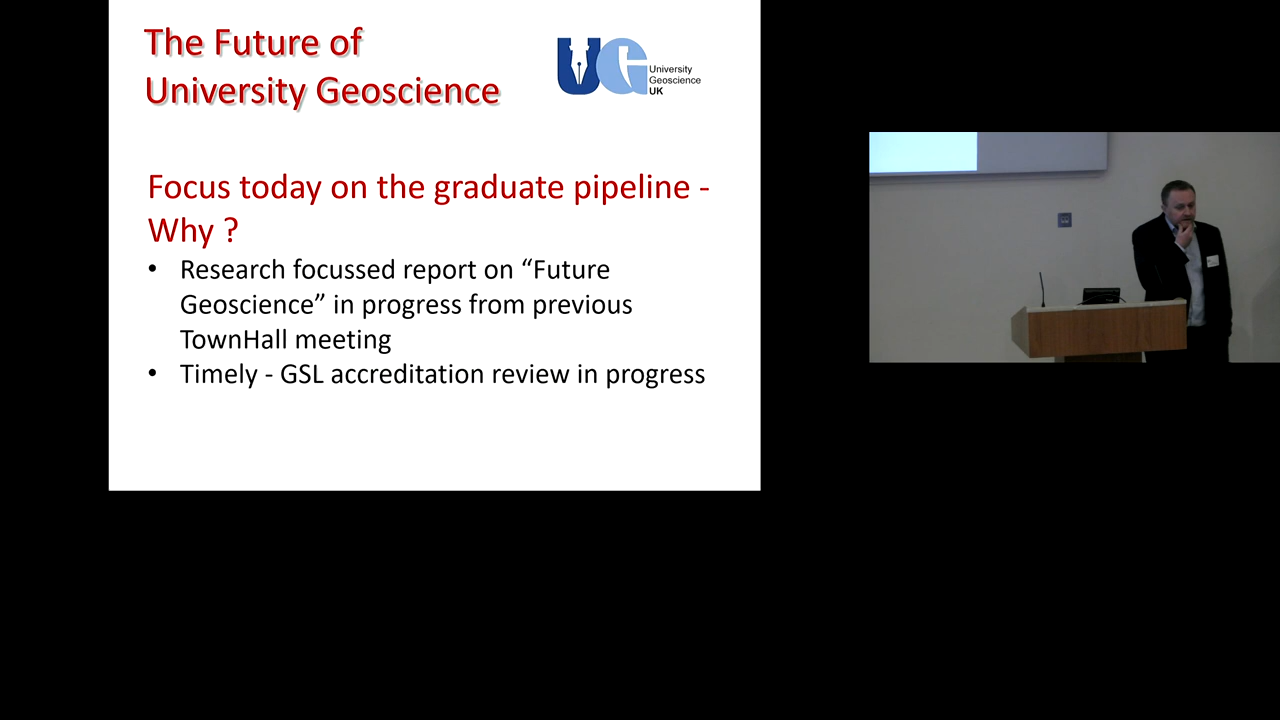 The Future of
University Geoscience
UG
University
Geoscience
UK
Focus today on the graduate pipeline -
Why ?
• Research focussed report on “Future
Geoscience” in progress from previous
TownHall meeting
• Timely - GSL accreditation review in progress